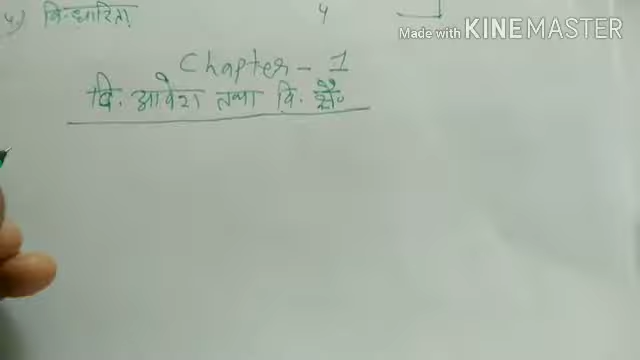 4) वि॰ धारिता 4
Made with KINEMASTER
Chapter - 1
वि. आवेश तथा वि. क्षे॰